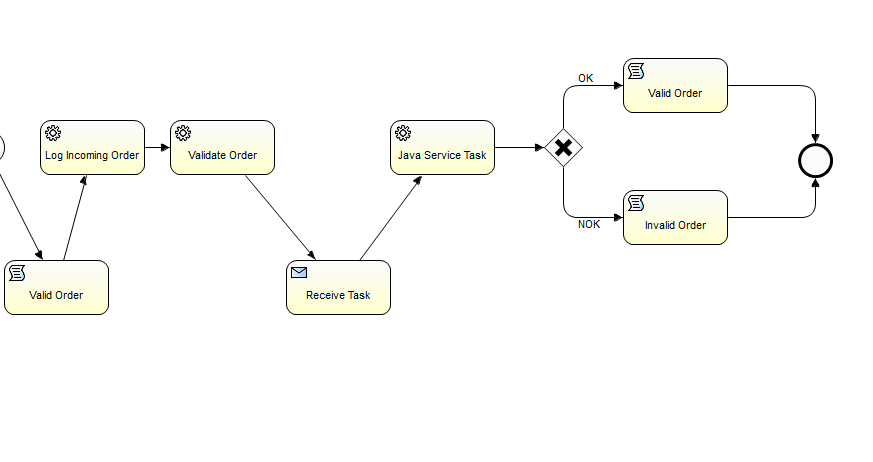 OK
Valid Order
Log Incoming Order
Validate Order
Java Service Task
NOK
Invalid Order
Valid Order
Receive Task